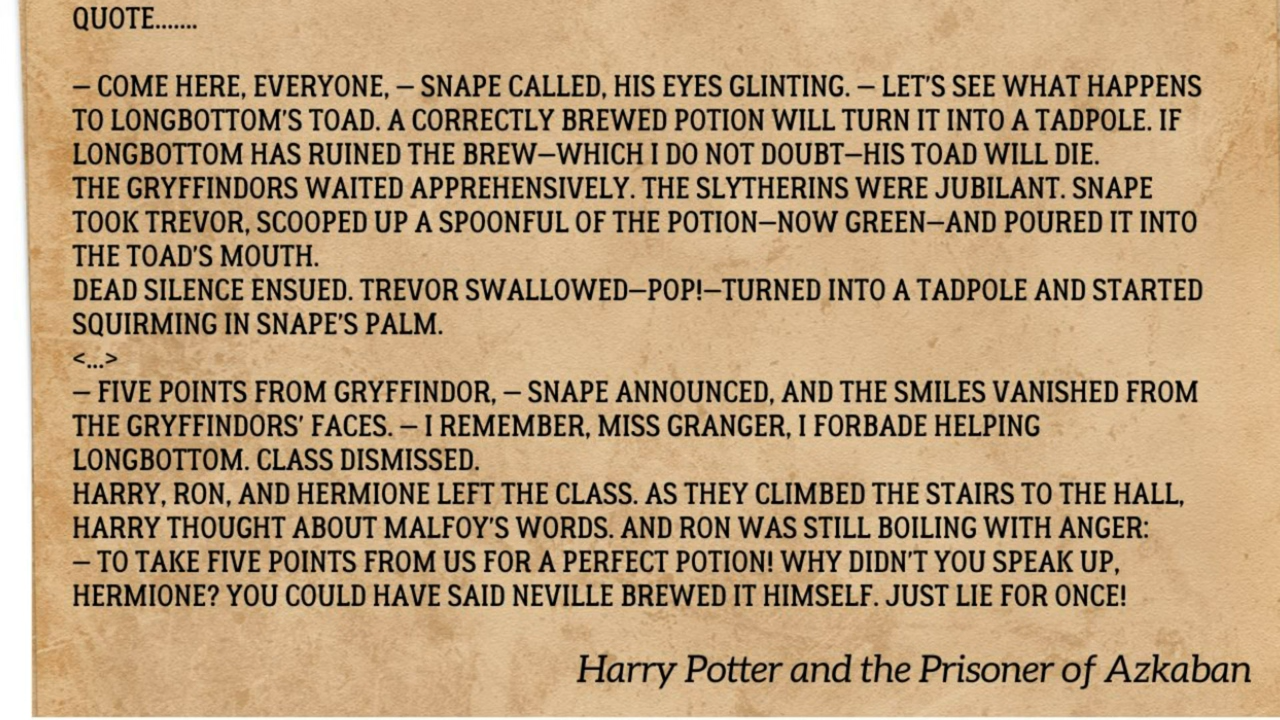 QUOTE.......
– COME HERE, EVERYONE, – SNAPE CALLED, HIS EYES GLINTING. – LET'S SEE WHAT HAPPENS
TO LONGBOTTOM'S TOAD. A CORRECTLY BREWED POTION WILL TURN IT INTO A TADPOLE. IF
LONGBOTTOM HAS RUINED THE BREW–WHICH I DO NOT DOUBT–HIS TOAD WILL DIE.
THE GRYFFINDORS WAITED APPREHENSIVELY. THE SLYTHERINS WERE JUBILANT. SNAPE
TOOK TREVOR, SCOOPED UP A SPOONFUL OF THE POTION–NOW GREEN–AND POURED IT INTO
THE TOAD'S MOUTH.
DEAD SILENCE ENSUED. TREVOR SWALLOWED–POP!–TURNED INTO A TADPOLE AND STARTED
SQUIRMING IN SNAPE'S PALM.
<...>
– FIVE POINTS FROM GRYFFINDOR, – SNAPE ANNOUNCED, AND THE SMILES VANISHED FROM
THE GRYFFINDORS' FACES. – I REMEMBER, MISS GRANGER, I FORBADE HELPING
LONGBOTTOM. CLASS DISMISSED.
HARRY, RON, AND HERMIONE LEFT THE CLASS. AS THEY CLIMBED THE STAIRS TO THE HALL,
HARRY THOUGHT ABOUT MALFOY'S WORDS. AND RON WAS STILL BOILING WITH ANGER:
– TO TAKE FIVE POINTS FROM US FOR A PERFECT POTION! WHY DIDN'T YOU SPEAK UP,
HERMIONE? YOU COULD HAVE SAID NEVILLE BREWED IT HIMSELF. JUST LIE FOR ONCE!
Harry Potter and the Prisoner of Azkaban